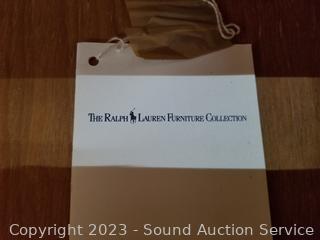 THE RALPH LAUREN FURNITURE COLLECTION
Copyright 2023 - Sound Auction Service